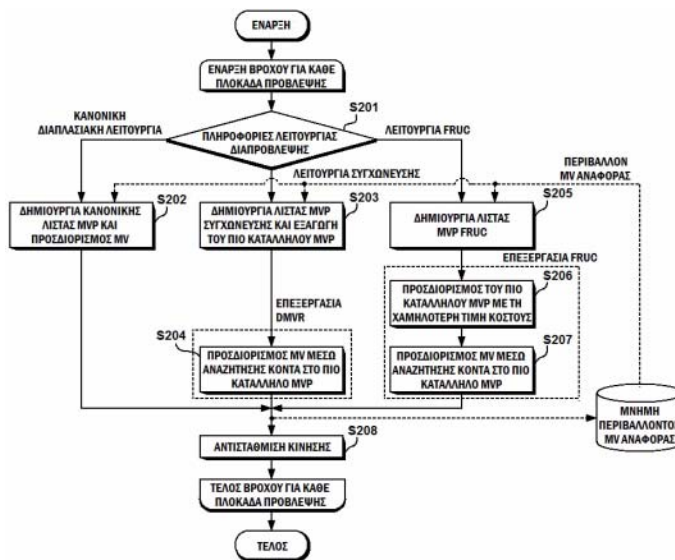 ΕΝΑΡΞΗ
ΕΝΑΡΞΗ ΒΡΟΧΟΥ ΓΙΑ ΚΑΘΕ
ΠΛΟΚΑΔΑ ΠΡΟΒΛΕΨΗΣ
S201
ΚΑΝΟΝΙΚΗ
ΔΙΑΠΛΑΣΙΑΚΗ ΛΕΙΤΟΥΡΓΙΑ
ΠΛΗΡΟΦΟΡΙΕΣ ΛΕΙΤΟΥΡΓΙΑΣ
ΔΙΑΠΡΟΒΛΕΨΗΣ
ΛΕΙΤΟΥΡΓΙΑ FRUC
ΛΕΙΤΟΥΡΓΙΑ ΣΥΓΧΩΝΕΥΣΗΣ
ΠΕΡΙΒΑΛΛΟΝ
MV ΑΝΑΦΟΡΑΣ
S202
ΔΗΜΙΟΥΡΓΙΑ ΚΑΝΟΝΙΚΗΣ
ΛΙΣΤΑΣ MVP ΚΑΙ
ΠΡΟΣΔΙΟΡΙΣΜΟΣ MV
S203
ΔΗΜΙΟΥΡΓΙΑ ΛΙΣΤΑΣ MVP
ΣΥΓΧΩΝΕΥΣΗΣ ΚΑΙ ΕΞΑΓΩΓΗ
ΤΟΥ ΠΙΟ ΚΑΤΑΛΛΗΛΟΥ MVP
S205
ΔΗΜΙΟΥΡΓΙΑ ΛΙΣΤΑΣ
MVP FRUC
ΕΠΕΞΕΡΓΑΣΙΑ FRUC
S206
ΠΡΟΣΔΙΟΡΙΣΜΟΣ ΤΟΥ ΠΙΟ
ΚΑΤΑΛΛΗΛΟΥ MVP ΜΕ ΤΗ
ΧΑΜΗΛΟΤΕΡΗ ΤΙΜΗ ΚΟΣΤΟΥΣ
ΕΠΕΞΕΡΓΑΣΙΑ
DMVR
S204
ΠΡΟΣΔΙΟΡΙΣΜΟΣ MV ΜΕΣΩ
ΑΝΑΖΗΤΗΣΗΣ ΚΟΝΤΑ ΣΤΟ ΠΙΟ
ΚΑΤΑΛΛΗΛΟ MVP
S207
ΠΡΟΣΔΙΟΡΙΣΜΟΣ MV ΜΕΣΩ
ΑΝΑΖΗΤΗΣΗΣ ΚΟΝΤΑ ΣΤΟ ΠΙΟ
ΚΑΤΑΛΛΗΛΟ MVP
ΜΝΗΜΗ
ΠΕΡΙΒΑΛΛΟΝΤΟΣ
MV ΑΝΑΦΟΡΑΣ
S208
ΑΝΤΙΣΤΑΘΜΙΣΗ ΚΙΝΗΣΗΣ
ΤΕΛΟΣ ΒΡΟΧΟΥ ΓΙΑ ΚΑΘΕ
ΠΛΟΚΑΔΑ ΠΡΟΒΛΕΨΗΣ
ΤΕΛΟΣ